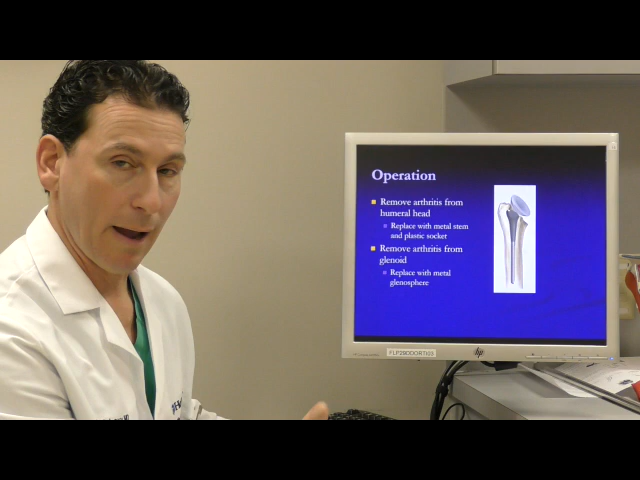 Operation
Remove arthritis from
humeral head
Replace with metal stem
and plastic socket
Remove arthritis from
glenoid
Replace with metal
glenosphere
hp